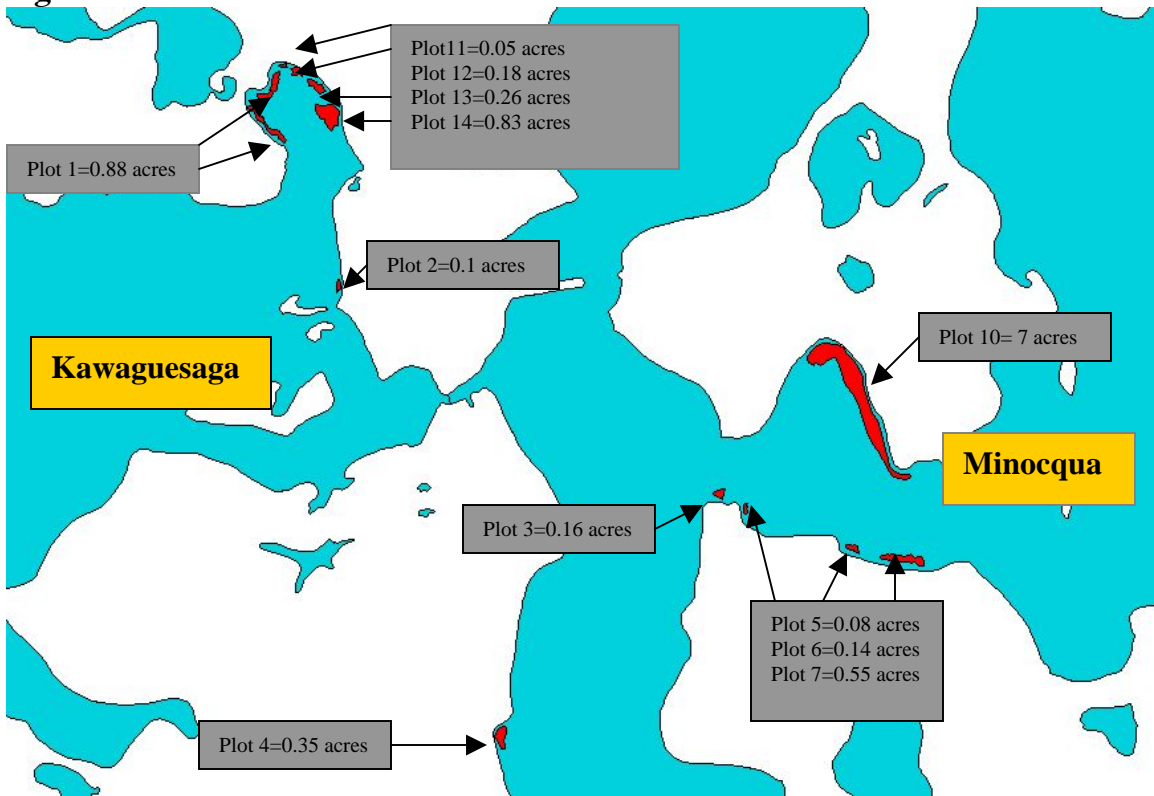 Plot11=0.05 acres
Plot 12=0.18 acres
Plot 13=0.26 acres
Plot 14=0.83 acres
Plot 1=0.88 acres
Plot 2=0.1 acres
Plot 10= 7 acres
Kawaguesaga
Minocqua
Plot 3=0.16 acres
Plot 5=0.08 acres
Plot 6=0.14 acres
Plot 7=0.55 acres
Plot 4=0.35 acres